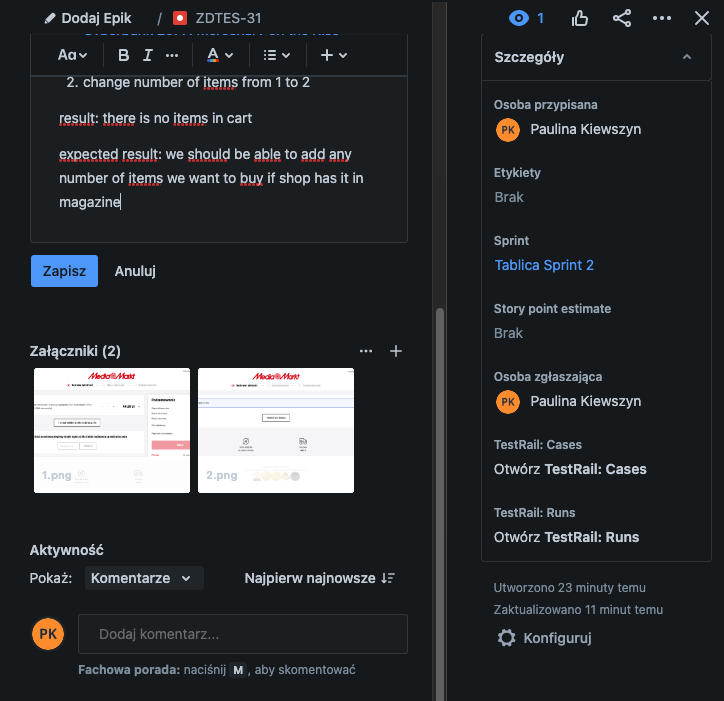 Dodaj Epik / ZDTES-31
1
Aα B I ··· A
2. change number of items from 1 to 2
result: there is no items in cart
expected result: we should be able to add any
number of items we want to buy if shop has it in
magazine
Zapisz Anuluj
Załączniki (2)
MediaMarkt
1.png
MediaMarkt
2.png
Aktywność
Pokaż: Komentarze Najpierw najnowsze
PK Dodaj komentarz...
Fachowa porada: naciśnij M , aby skomentować
Szczegóły
Osoba przypisana
PK Paulina Kiewszyn
Etykiety
Brak
Sprint
Tablica Sprint 2
Story point estimate
Brak
Osoba zgłaszająca
PK Paulina Kiewszyn
TestRail: Cases
Otwórz TestRail: Cases
TestRail: Runs
Otwórz TestRail: Runs
Utworzono 23 minuty temu
Zaktualizowano 11 minut temu
Konfiguruj